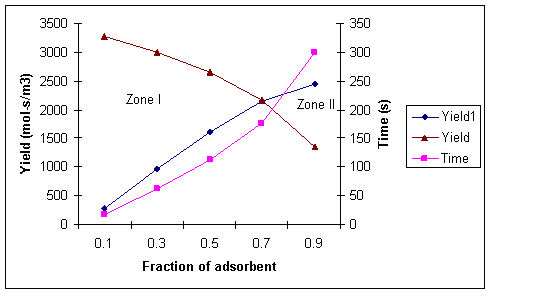 3500
3000
2500
2000
1500
1000
500
0
Yield (mol-s/m3)
Zone I
Zone II
350
300
250
200
150
100
50
0
Time (s)
0.1 0.3 0.5 0.7 0.9
Fraction of adsorbent
Yield1
Yield
Time